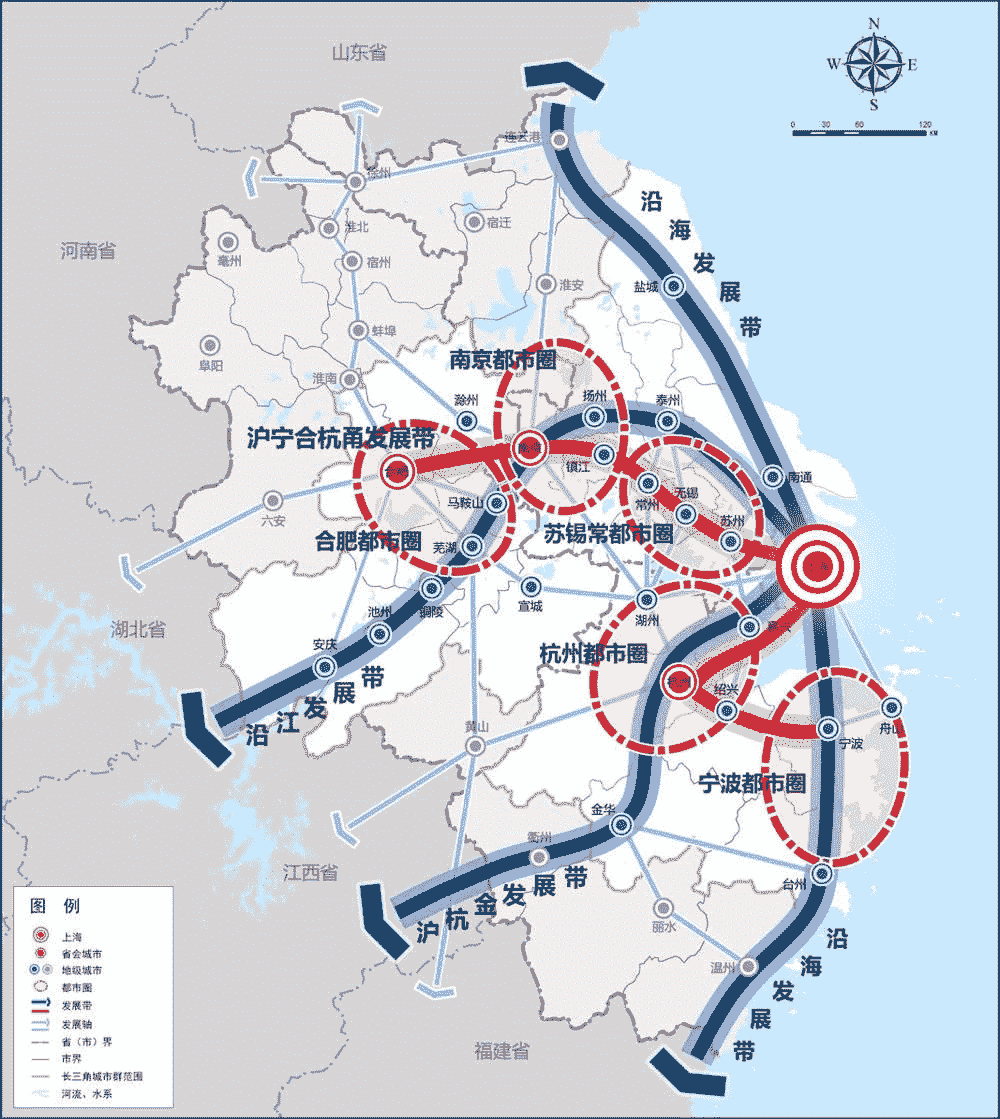 山东省
N
W
E
S
0 30 60 120
KM
连云港
徐州
沿海发展带
宿迁
淮北
亳州
河南省
宿州
淮安
盐城
蚌埠
阜阳
南京都市圈
淮南
扬州
滁州
泰州
沪宁合杭甬发展带
镇江
南通
马鞍山
常州
无锡
六安
苏州
合肥都市圈
苏锡常都市圈
芜湖
宣城
铜陵
湖州
池州
湖北省
安庆
杭州都市圈
沿江发展带
绍兴
黄山
舟山
宁波
宁波都市圈
金华
衢州
江西省
台州
沪杭金发展带
丽水
温州
沿海发展带
福建省
图 例
上海
省会城市
地级城市
都市圈
发展带
发展轴
省（市）界
市界
长三角城市群范围
河流、水系